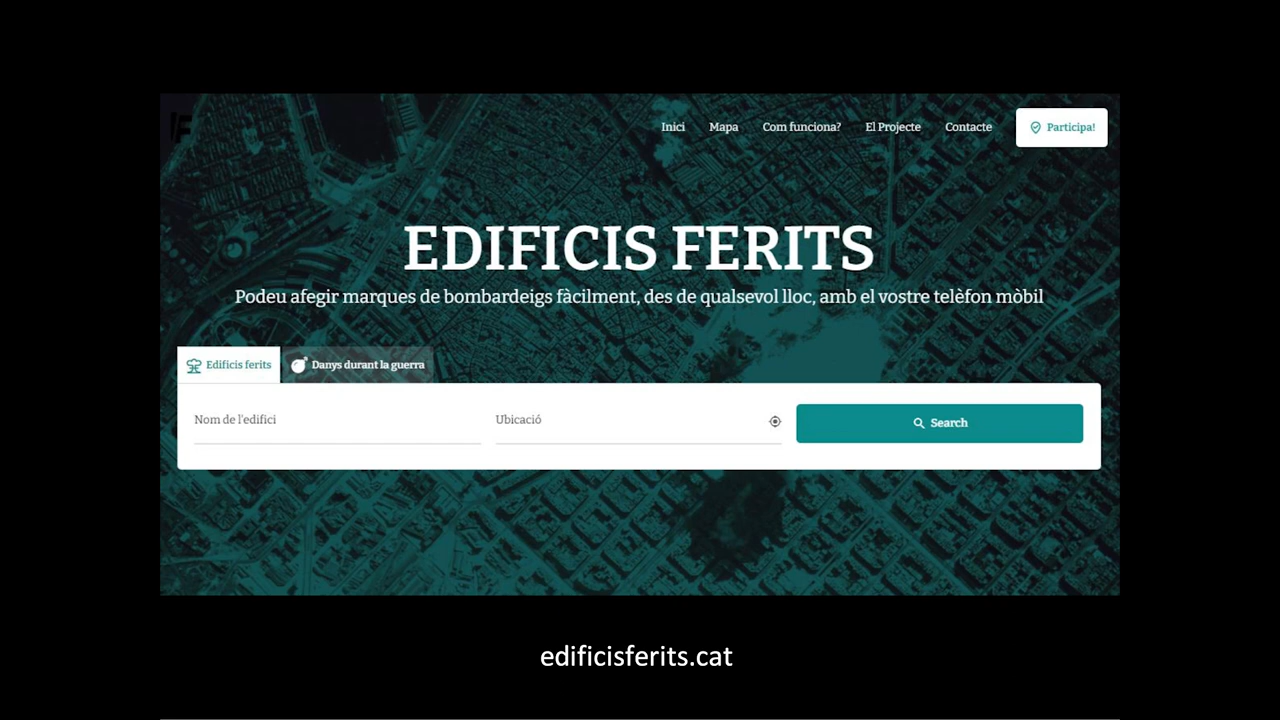 Inici Mapa Com funciona? El Projecte Contacte Participa!
EDIFICIS FERITS
Podeu afegir marques de bombardeigs fàcilment, des de qualsevol lloc, amb el vostre telèfon mòbil
Edificis ferits Danys durant la guerra
Nom de l'edifici Ubicació Search
edificisferits.cat